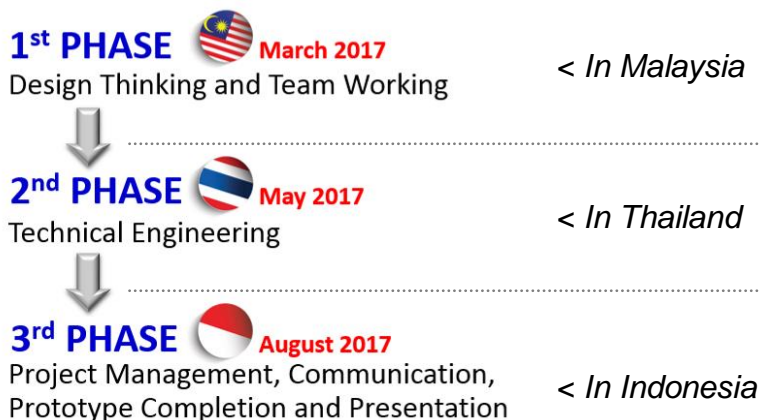 1st PHASE March 2017
Design Thinking and Team Working
< In Malaysia
2nd PHASE May 2017
Technical Engineering
< In Thailand
3rd PHASE August 2017
Project Management, Communication,
Prototype Completion and Presentation
< In Indonesia